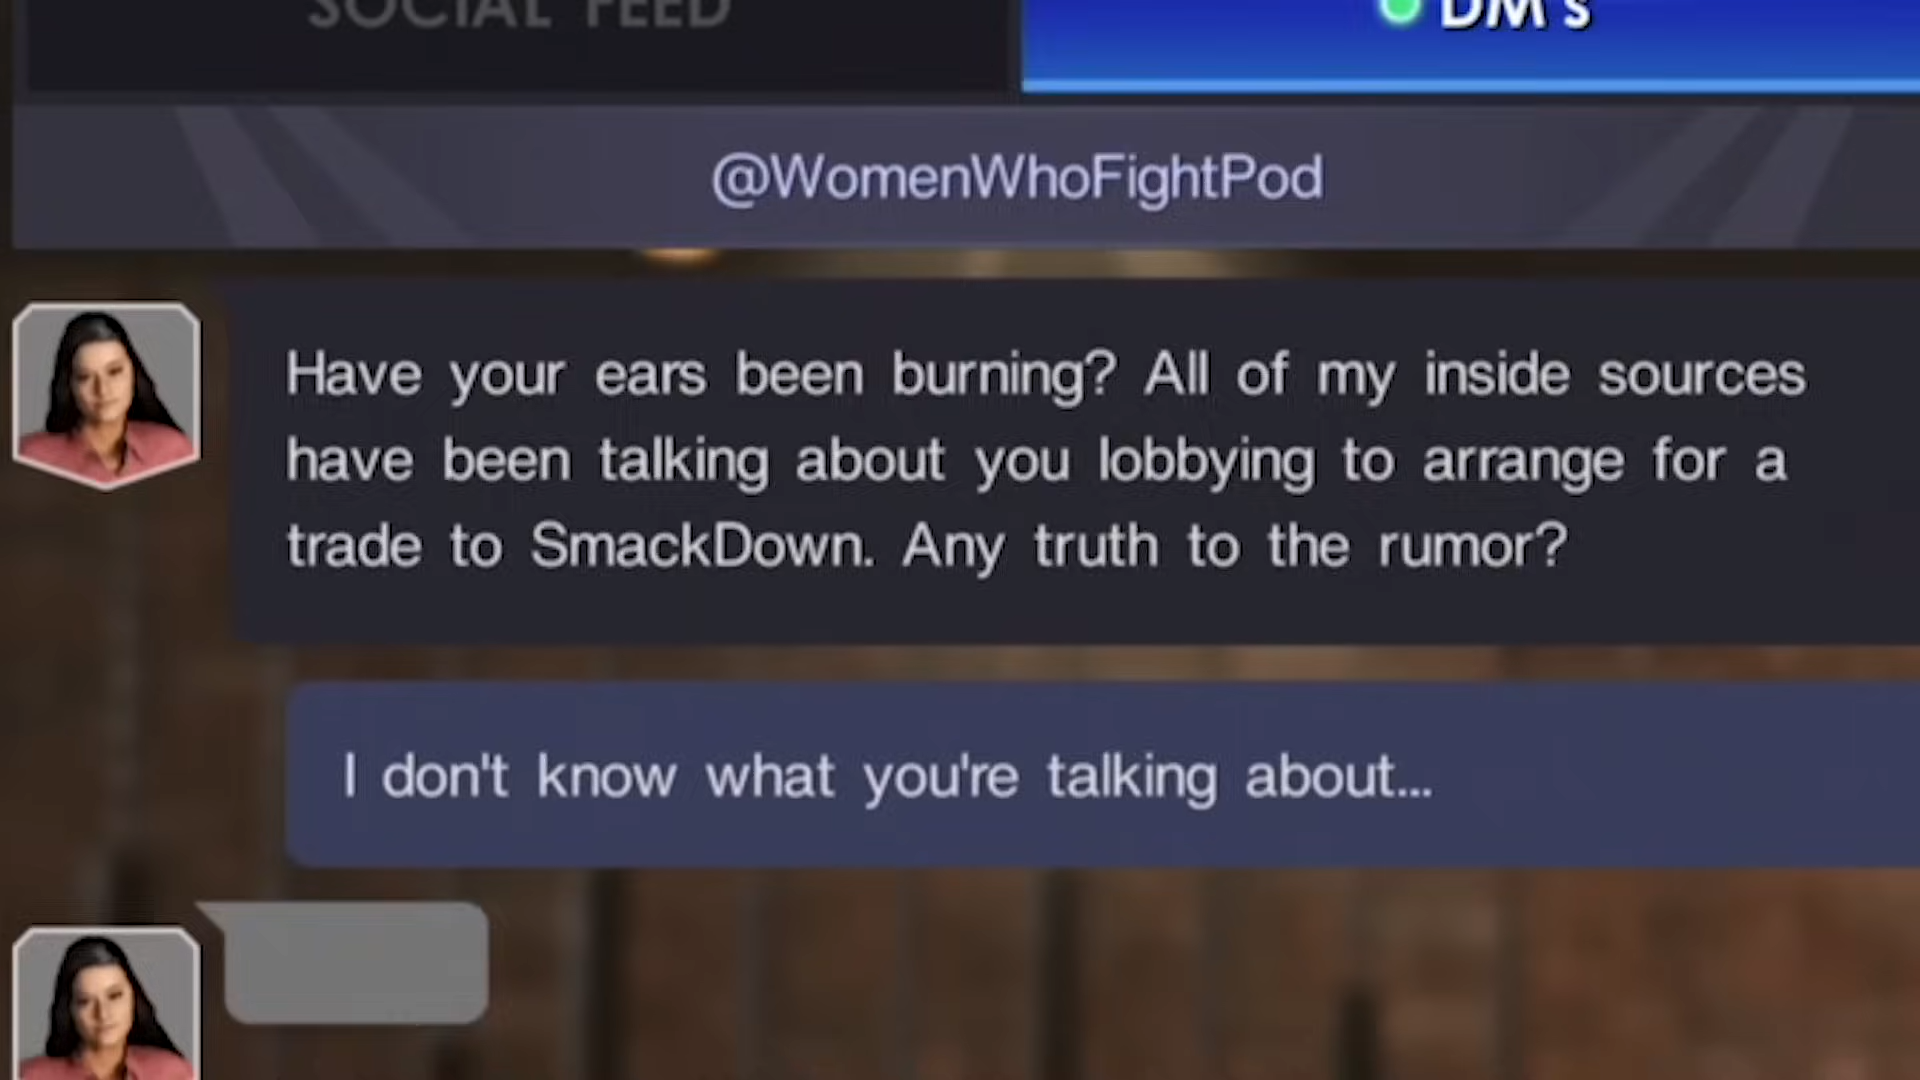 SOCIAL FEED
DM's
@WomenWhoFightPod
Have your ears been burning? All of my inside sources
have been talking about you lobbying to arrange for a
trade to SmackDown. Any truth to the rumor?
I don't know what you're talking about...